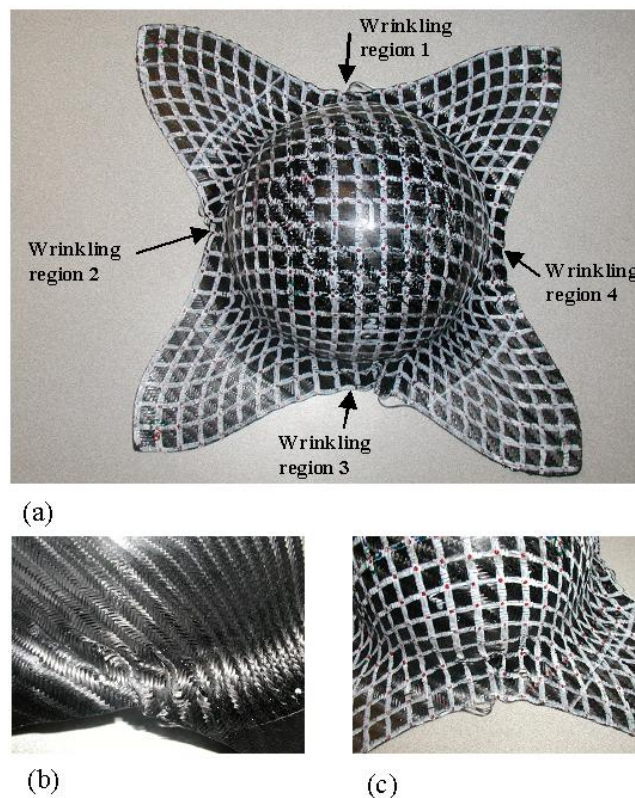 Wrinkling
region 1
Wrinkling
region 2
Wrinkling
region 4
Wrinkling
region 3
(a)
(b)
(c)